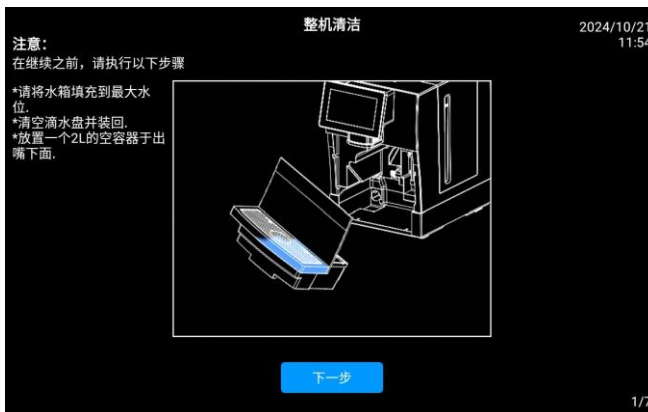 整机清洁
2024/10/21
11:54
注意：
在继续之前，请执行以下步骤
*请将水箱填充到最大水
位.
*清空滴水盘并装回.
*放置一个2L的空容器于出
嘴下面.
下一步
1/7